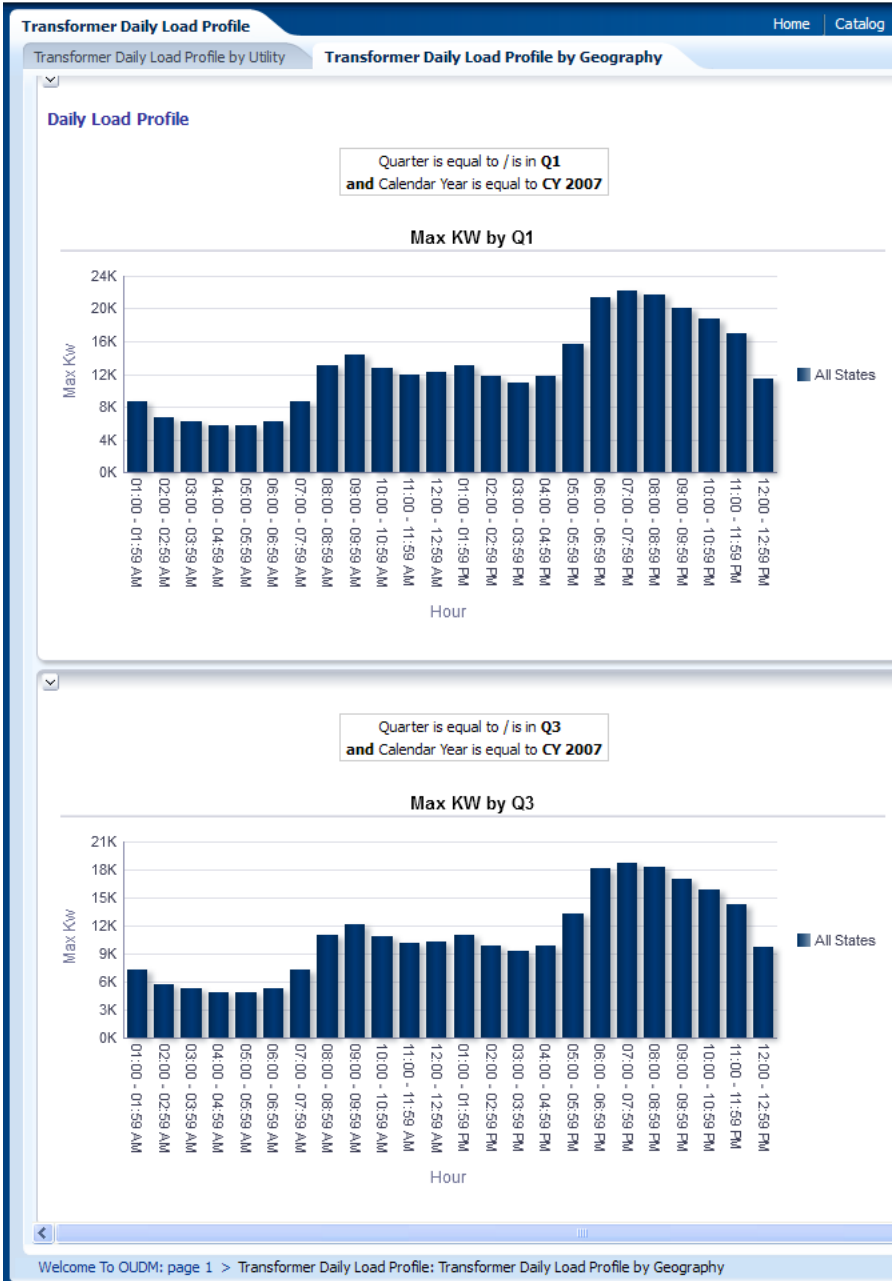 Transformer Daily Load Profile
Home
Catalog
Transformer Daily Load Profile by Utility
Transformer Daily Load Profile by Geography
Daily Load Profile
Quarter is equal to / is in Q1
and Calendar Year is equal to CY 2007
Max KW by Q1
24K
20K
16K
12K
8K
4K
0K
Max Kw
All States
01:00 - 01:59 AM
02:00 - 02:59 AM
03:00 - 03:59 AM
04:00 - 04:59 AM
05:00 - 05:59 AM
06:00 - 06:59 AM
07:00 - 07:59 AM
08:00 - 08:59 AM
09:00 - 09:59 AM
10:00 - 10:59 AM
11:00 - 11:59 AM
12:00 - 12:59 AM
01:00 - 01:59 PM
02:00 - 02:59 PM
03:00 - 03:59 PM
04:00 - 04:59 PM
05:00 - 05:59 PM
06:00 - 06:59 PM
07:00 - 07:59 PM
08:00 - 08:59 PM
09:00 - 09:59 PM
10:00 - 10:59 PM
11:00 - 11:59 PM
12:00 - 12:59 PM
Hour
Quarter is equal to / is in Q3
and Calendar Year is equal to CY 2007
Max KW by Q3
21K
18K
15K
12K
9K
6K
3K
0K
Max Kw
All States
01:00 - 01:59 AM
02:00 - 02:59 AM
03:00 - 03:59 AM
04:00 - 04:59 AM
05:00 - 05:59 AM
06:00 - 06:59 AM
07:00 - 07:59 AM
08:00 - 08:59 AM
09:00 - 09:59 AM
10:00 - 10:59 AM
11:00 - 11:59 AM
12:00 - 12:59 AM
01:00 - 01:59 PM
02:00 - 02:59 PM
03:00 - 03:59 PM
04:00 - 04:59 PM
05:00 - 05:59 PM
06:00 - 06:59 PM
07:00 - 07:59 PM
08:00 - 08:59 PM
09:00 - 09:59 PM
10:00 - 10:59 PM
11:00 - 11:59 PM
12:00 - 12:59 PM
Hour
Welcome To OUDM: page 1 > Transformer Daily Load Profile: Transformer Daily Load Profile by Geography